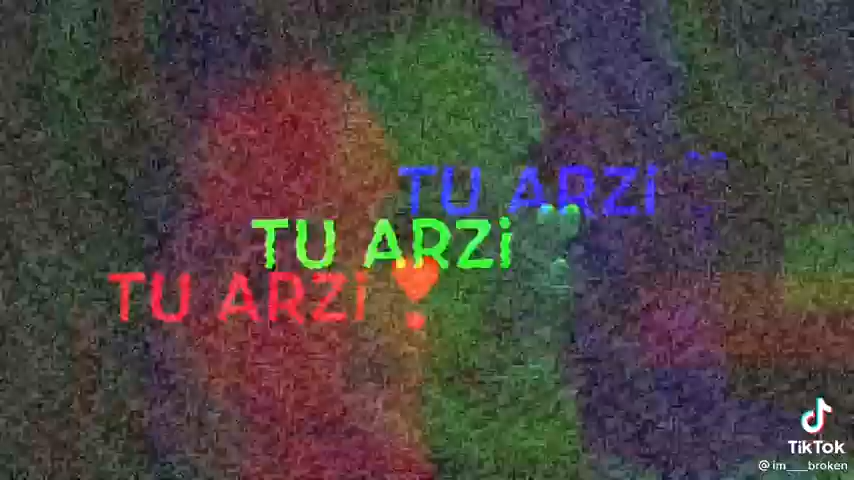 TU ARZi ❣
TU ARZi ❣
TU ARZi ❣
TikTok
@im___broken